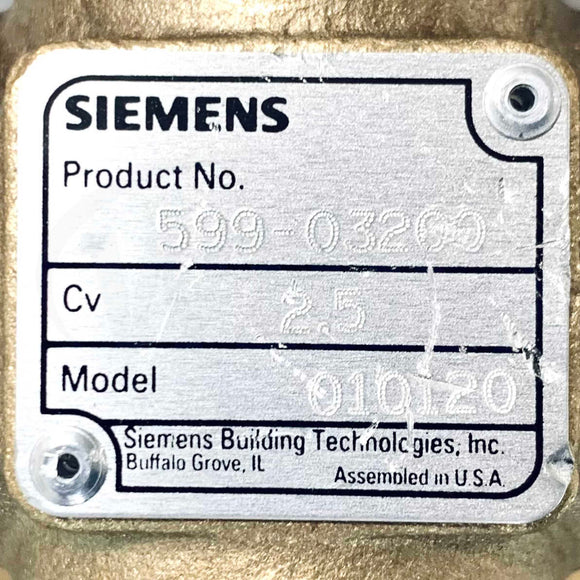 SIEMENS
Product No.
599-03200
Cv
2.5
Model
010120
Siemens Building Technologies, Inc.
Buffalo Grove, IL
Assembled in U.S.A.